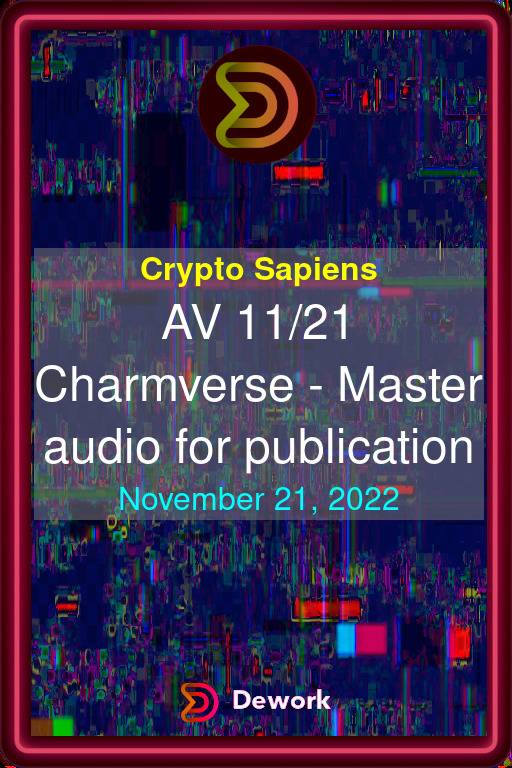 Crypto Sapiens
AV 11/21
Charmverse - Master
audio for publication
November 21, 2022
Dework